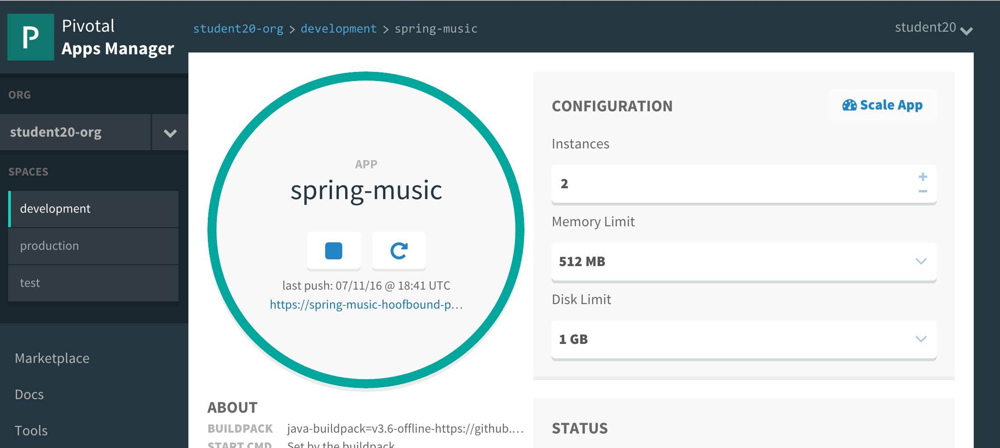 P
Pivotal
Apps Manager
student20-org > development > spring-music
student20
ORG
student20-org
SPACES
development
production
test
Marketplace
Docs
Tools
APP
spring-music
last push: 07/11/16 @ 18:41 UTC
https://spring-music-hoofbound-p...
ABOUT
BUILDPACK java-buildpack=v3.6-offline-https://github....
START CMD Set by the buildpack
CONFIGURATION
Scale App
Instances
2
Memory Limit
512 MB
Disk Limit
1 GB
STATUS